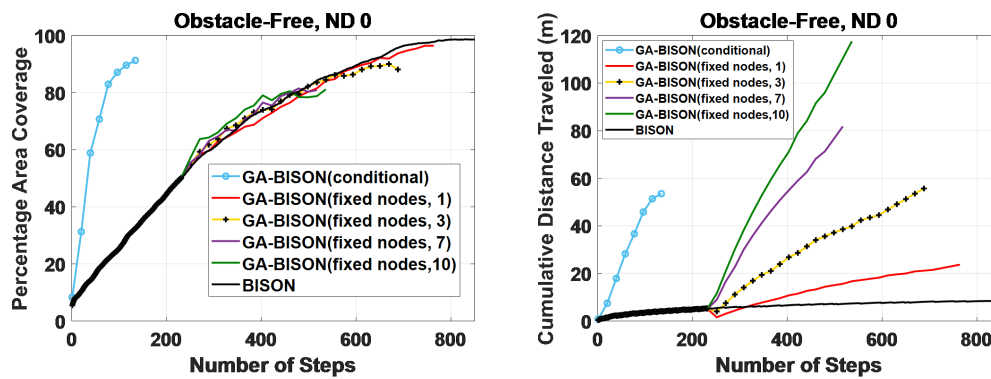 Obstacle-Free, ND 0
Percentage Area Coverage
100
80
60
40
20
0
GA-BISON(conditional)
GA-BISON(fixed nodes, 1)
GA-BISON(fixed nodes, 3)
GA-BISON(fixed nodes, 7)
GA-BISON(fixed nodes,10)
BISON
0 200 400 600 800
Number of Steps
Obstacle-Free, ND 0
Cumulative Distance Traveled (m)
120
100
80
60
40
20
0
GA-BISON(conditional)
GA-BISON(fixed nodes, 1)
GA-BISON(fixed nodes, 3)
GA-BISON(fixed nodes, 7)
GA-BISON(fixed nodes,10)
BISON
0 200 400 600 800
Number of Steps